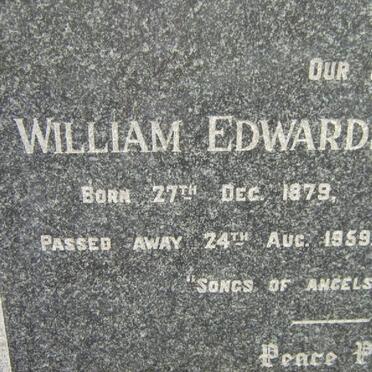 OUR
WILLIAM EDWARD
BORN 27TH DEC. 1879,
PASSED AWAY 24TH AUG. 1959
"SONGS OF ANGELS
Peace P